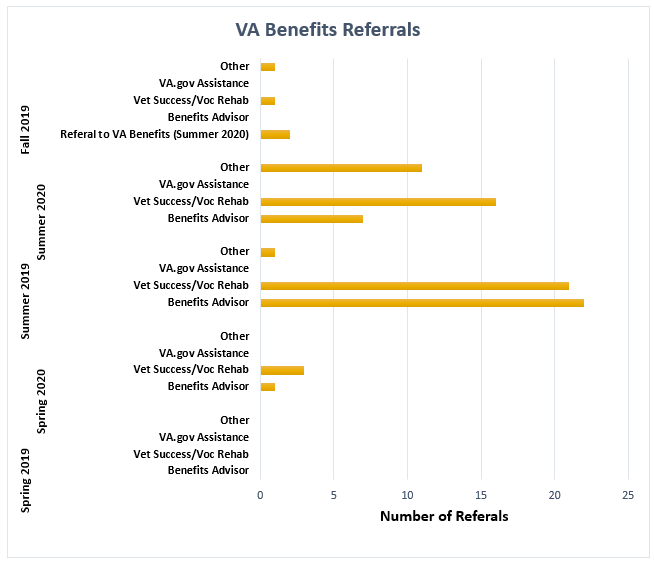 VA Benefits Referrals
Fall 2019
Other
VA.gov Assistance
Vet Success/Voc Rehab
Benefits Advisor
Referal to VA Benefits (Summer 2020)
Summer 2020
Other
VA.gov Assistance
Vet Success/Voc Rehab
Benefits Advisor
Summer 2019
Other
VA.gov Assistance
Vet Success/Voc Rehab
Benefits Advisor
Spring 2020
Other
VA.gov Assistance
Vet Success/Voc Rehab
Benefits Advisor
Spring 2019
Other
VA.gov Assistance
Vet Success/Voc Rehab
Benefits Advisor
0 5 10 15 20 25
Number of Referals